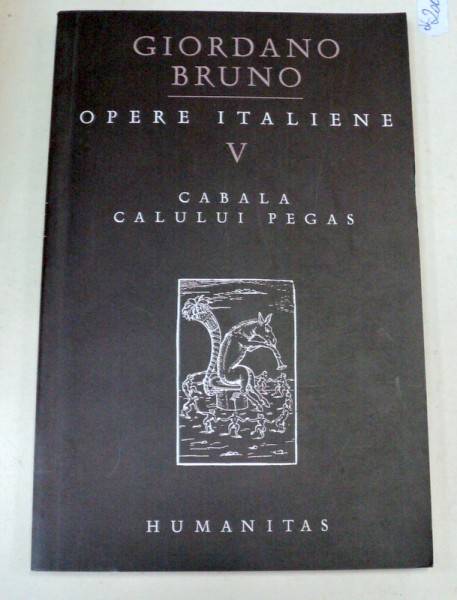 GIORDANO
BRUNO
OPERE ITALIENE
V
CABALA
CALULUI PEGAS
HUMANITAS